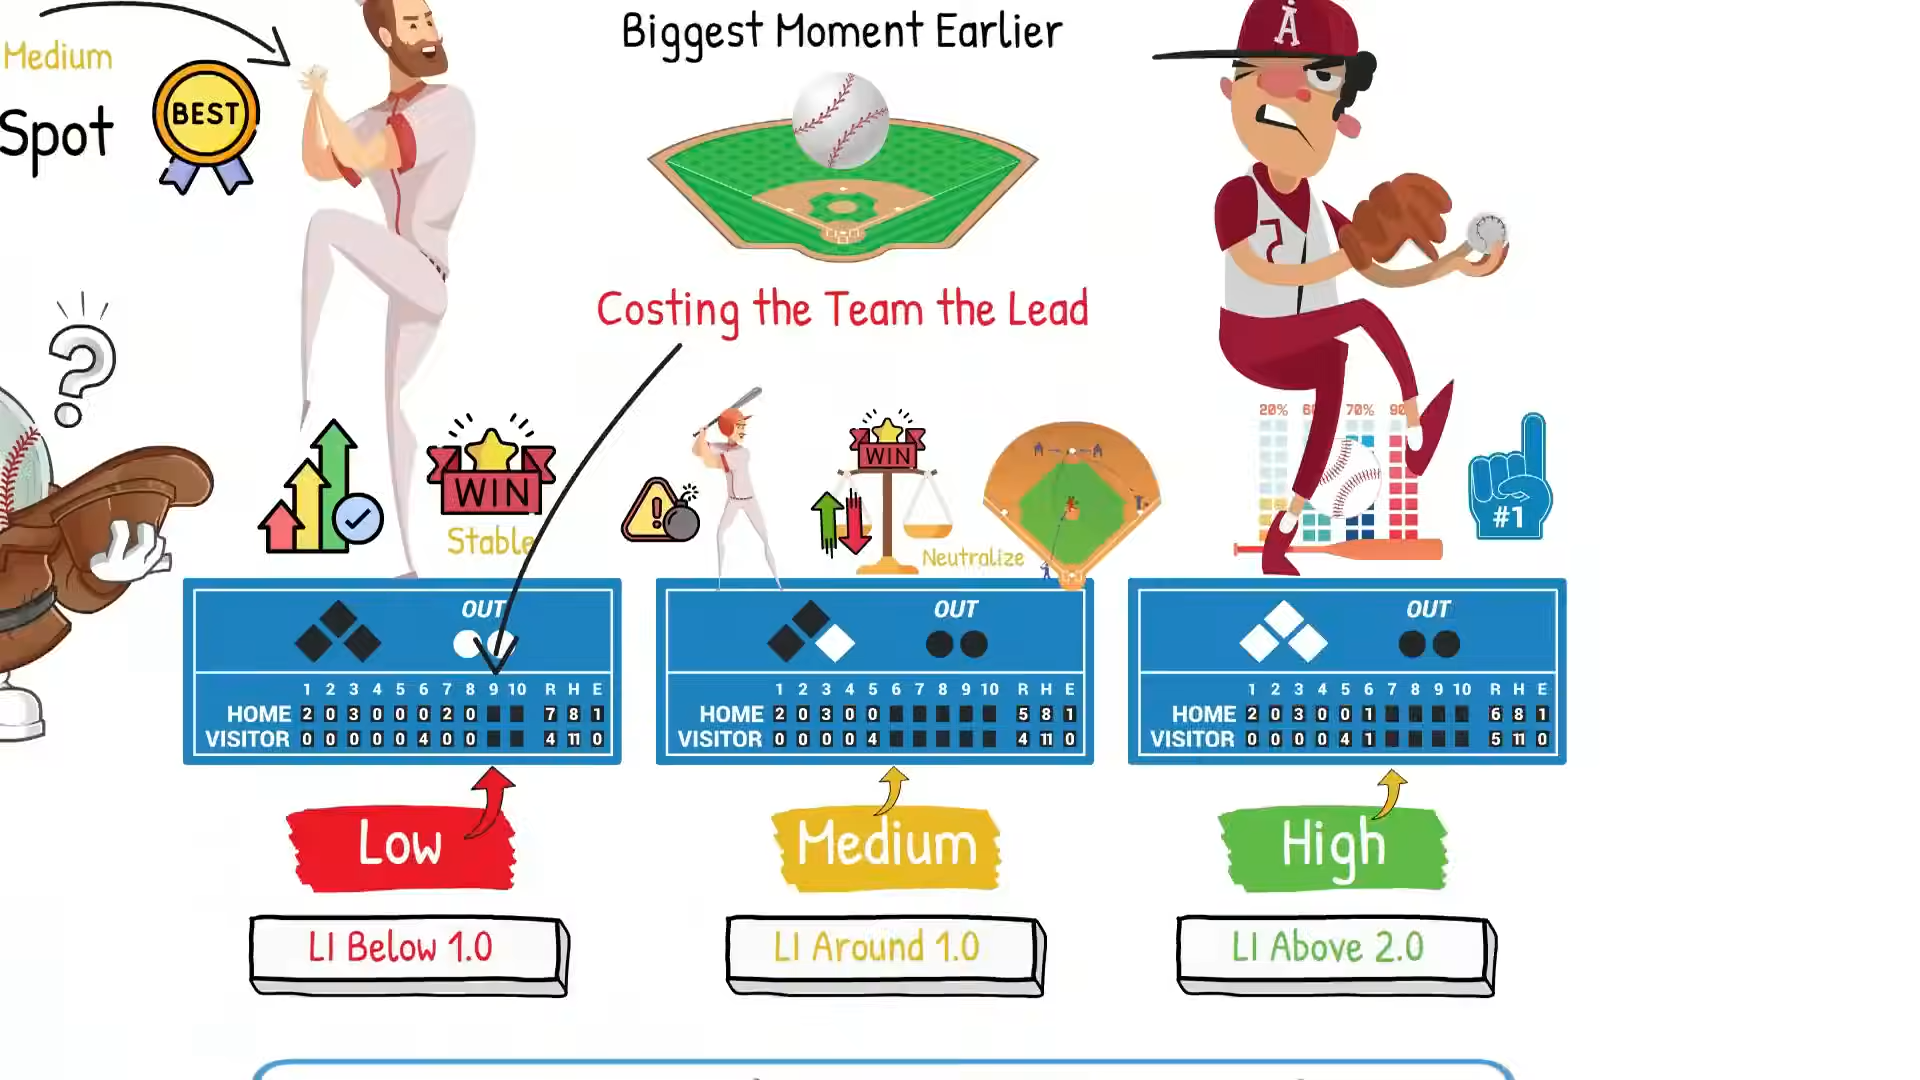 Medium
Spot
BEST
Biggest Moment Earlier
A
Costing the Team the Lead
WIN
Stable
WIN
Neutralize
20% 70%
#1
OUT
1 2 3 4 5 6 7 8 9 10 R H E
HOME 2 0 3 0 0 0 2 0 7 8 1
VISITOR 0 0 0 0 0 4 0 0 4 11 0
OUT
1 2 3 4 5 6 7 8 9 10 R H E
HOME 2 0 3 0 0 5 8 1
VISITOR 0 0 0 0 4 4 11 0
OUT
1 2 3 4 5 6 7 8 9 10 R H E
HOME 2 0 3 0 0 1 6 8 1
VISITOR 0 0 0 0 4 1 5 11 0
Low
Medium
High
LI Below 1.0
LI Around 1.0
LI Above 2.0